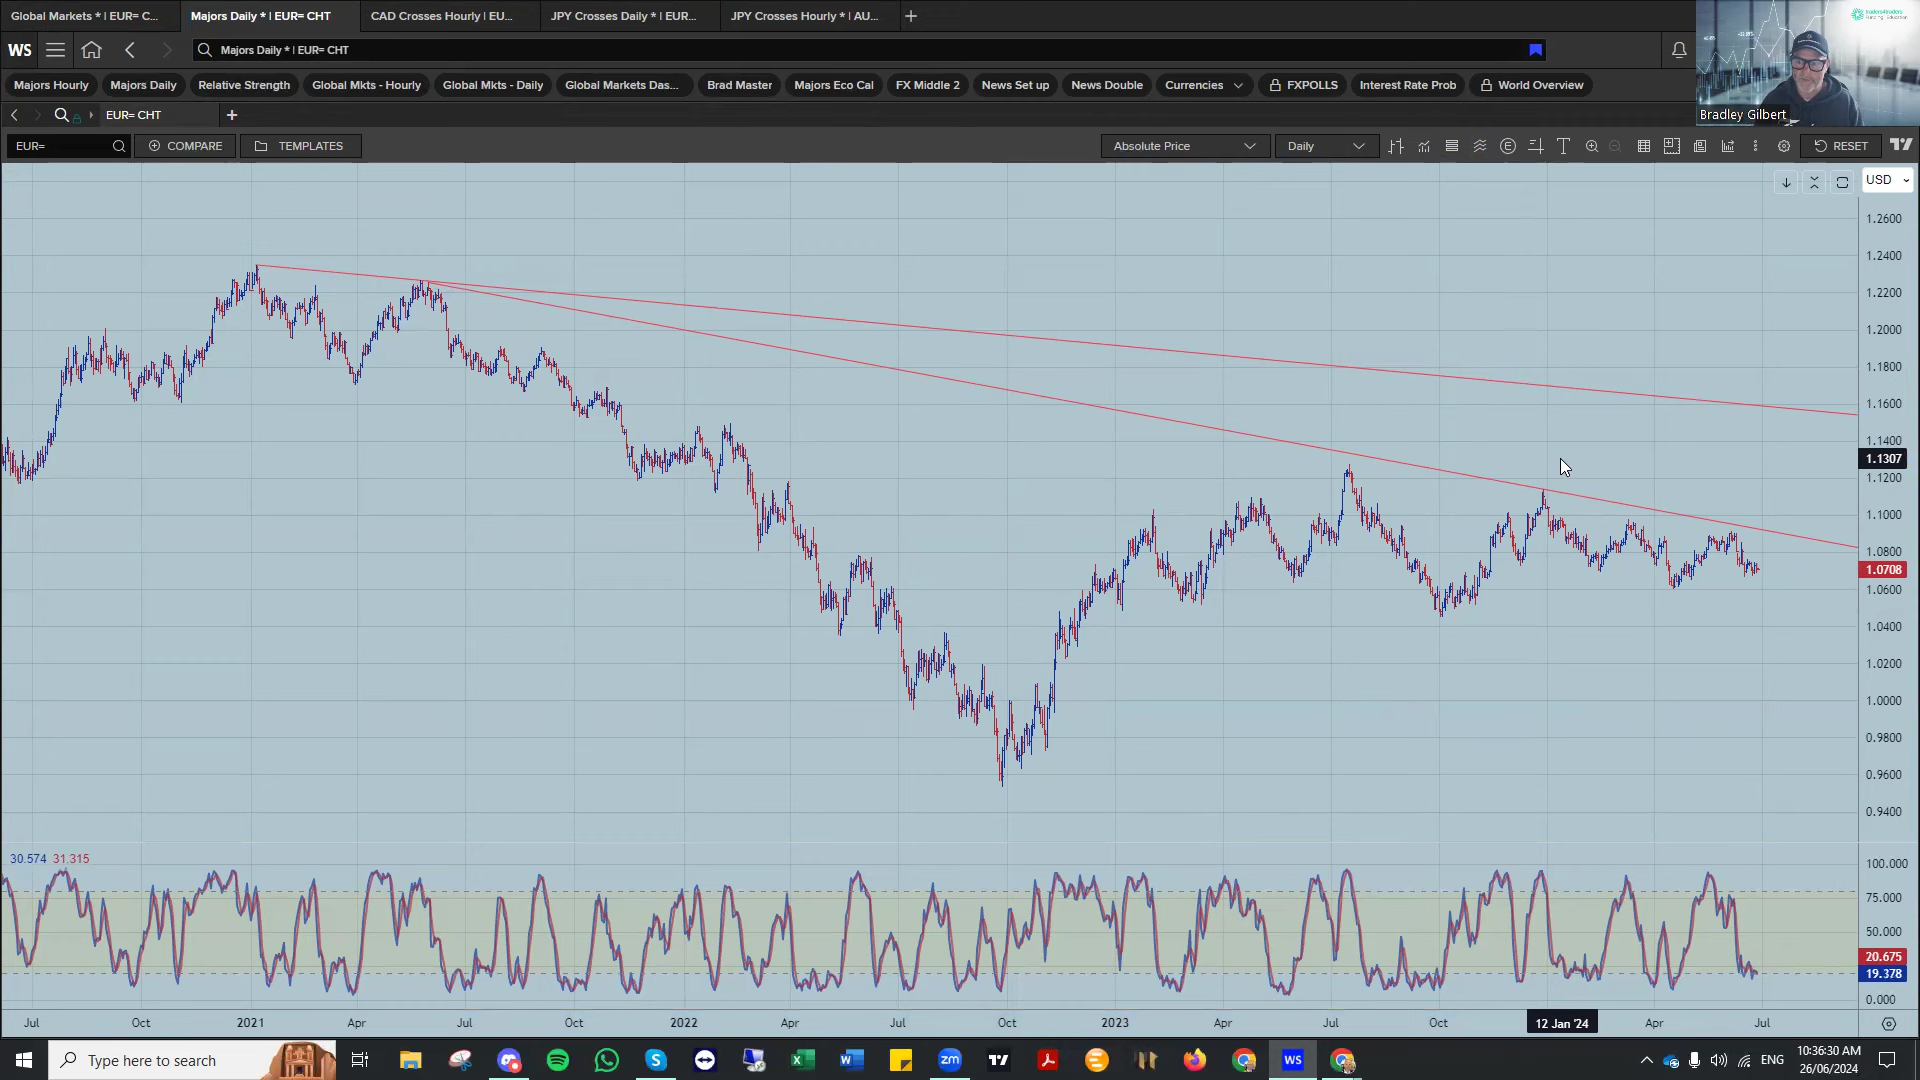 Global Markets * | EUR= C...
Majors Daily * | EUR= CHT
CAD Crosses Hourly | EU...
JPY Crosses Daily * | EUR...
JPY Crosses Hourly * | AU...
WS
Majors Daily * | EUR= CHT
traders4traders
Majors Hourly
Majors Daily
Relative Strength
Global Mkts - Hourly
Global Mkts - Daily
Global Markets Das...
Brad Master
Majors Eco Cal
FX Middle 2
News Set up
News Double
Currencies
FXPOLLS
Interest Rate Prob
World Overview
Bradley Gilbert
EUR= CHT
EUR=
COMPARE
TEMPLATES
Absolute Price
Daily
RESET
USD
1.2600
1.2400
1.2200
1.2000
1.1800
1.1600
1.1400
1.1307
1.1200
1.1000
1.0800
1.0708
1.0600
1.0400
1.0200
1.0000
0.9800
0.9600
0.9400
30.574 31.315
100.000
75.000
50.000
20.675
19.378
0.000
Jul Oct 2021 Apr Jul Oct 2022 Apr Jul Oct 2023 Apr Jul Oct 12 Jan '24 Apr Jul
Type here to search
zm
WS
ENG
10:36:30 AM
26/06/2024